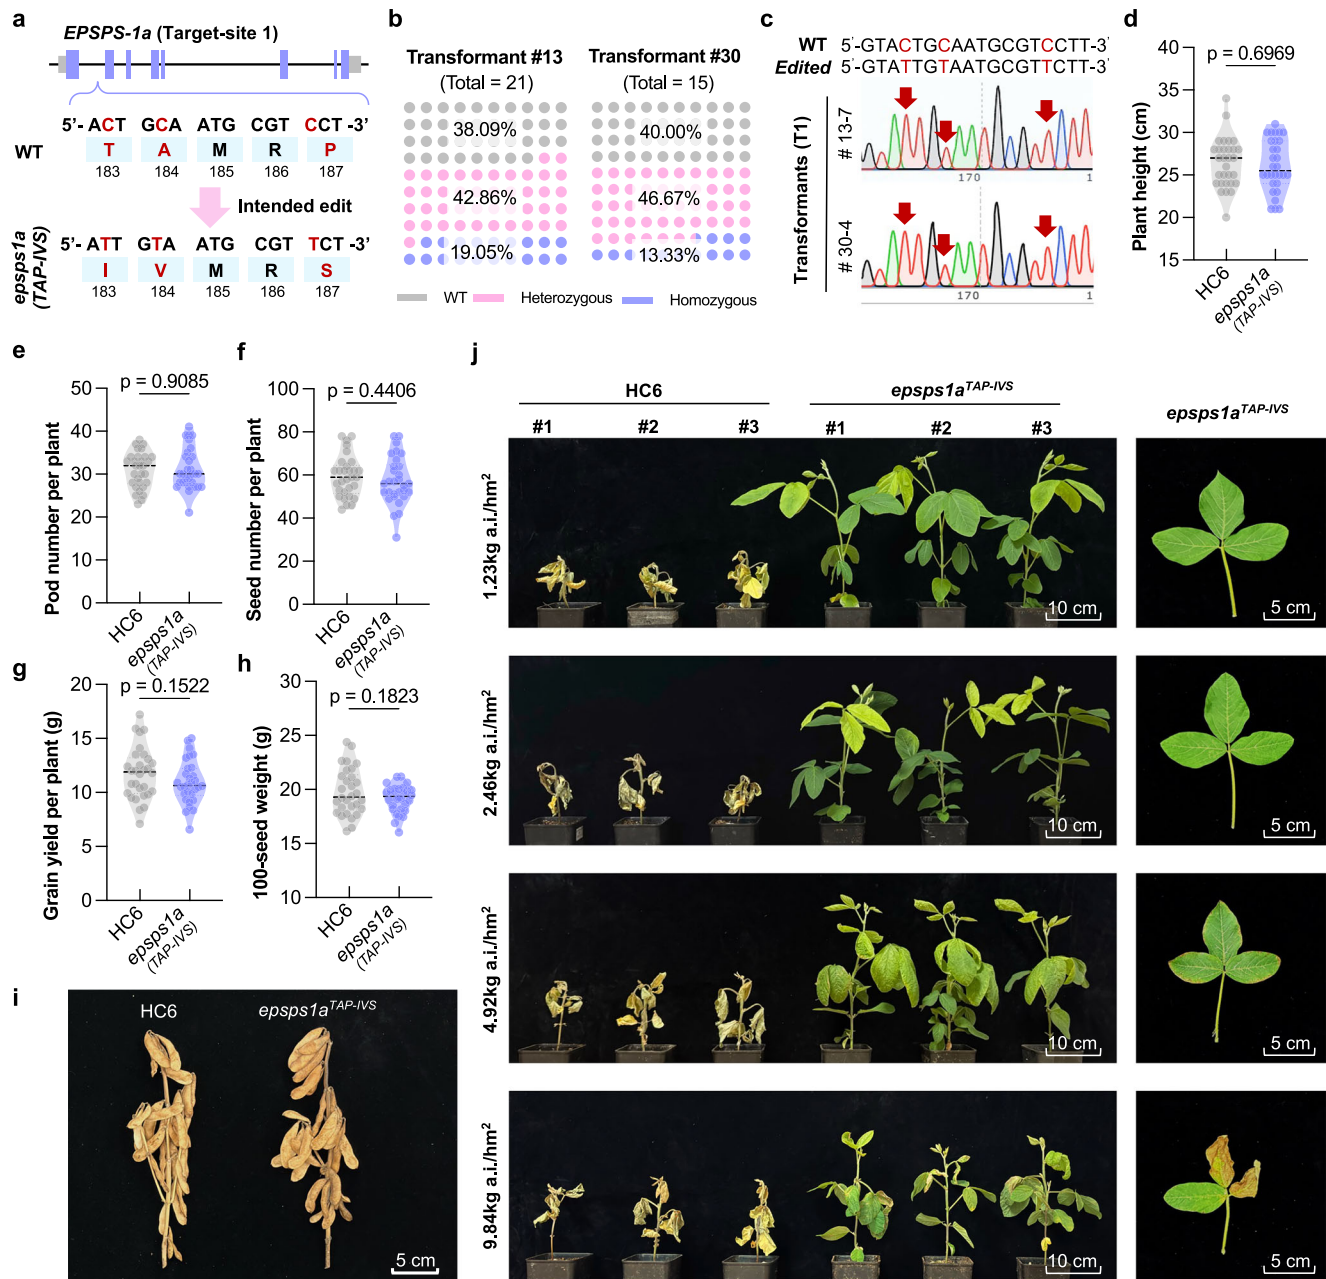 a
EPSPS-1a (Target-site 1)
5'- ACT GCA ATG CGT CCT -3'
WT T A M R P
183 184 185 186 187
Intended edit
5'- ATT GTA ATG CGT TCT -3'
epsps1a (TAP-IVS) I V M R S
183 184 185 186 187
b
Transformant #13
(Total = 21)
38.09%
42.86%
19.05%
Transformant #30
(Total = 15)
40.00%
46.67%
13.33%
WT Heterozygous Homozygous
c
WT 5'-GTACTGCAATGCGTCCTT-3'
Edited 5'-GTATTGTAATGCGTTCTT-3'
Transformants (T1)
# 13-7
170 1
# 30-4
170 1
d
p = 0.6969
Plant height (cm)
40
35
30
25
20
15
HC6
epsps1a
(TAP-IVS)
e
p = 0.9085
Pod number per plant
50
40
30
20
10
0
HC6
epsps1a
(TAP-IVS)
f
p = 0.4406
Seed number per plant
100
80
60
40
20
0
HC6
epsps1a
(TAP-IVS)
g
p = 0.1522
Grain yield per plant (g)
20
15
10
5
0
HC6
epsps1a
(TAP-IVS)
h
p = 0.1823
100-seed weight (g)
30
25
20
15
10
HC6
epsps1a
(TAP-IVS)
i
HC6 epsps1aTAP-IVS
5 cm
j
HC6 epsps1aTAP-IVS epsps1aTAP-IVS
#1 #2 #3 #1 #2 #3
1.23kg a.i./hm²
10 cm 5 cm
2.46kg a.i./hm²
10 cm 5 cm
4.92kg a.i./hm²
10 cm 5 cm
9.84kg a.i./hm²
10 cm 5 cm